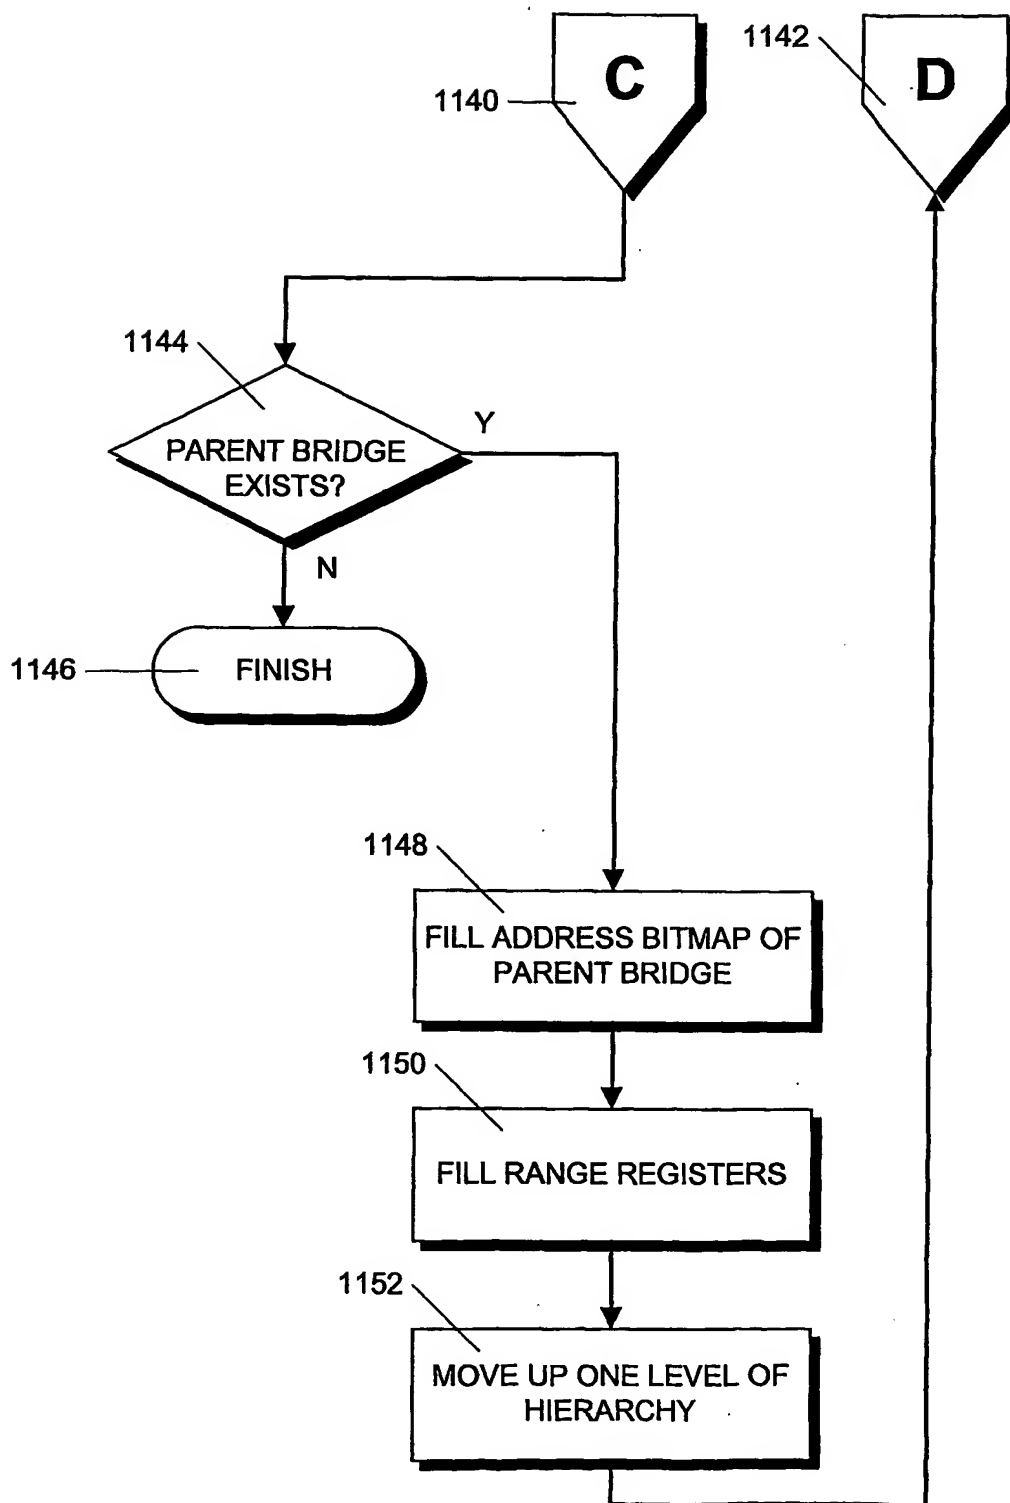 C
1140
1142
D
1144
PARENT BRIDGE
EXISTS?
Y
N
1146
FINISH
1148
FILL ADDRESS BITMAP OF
PARENT BRIDGE
1150
FILL RANGE REGISTERS
1152
MOVE UP ONE LEVEL OF
HIERARCHY